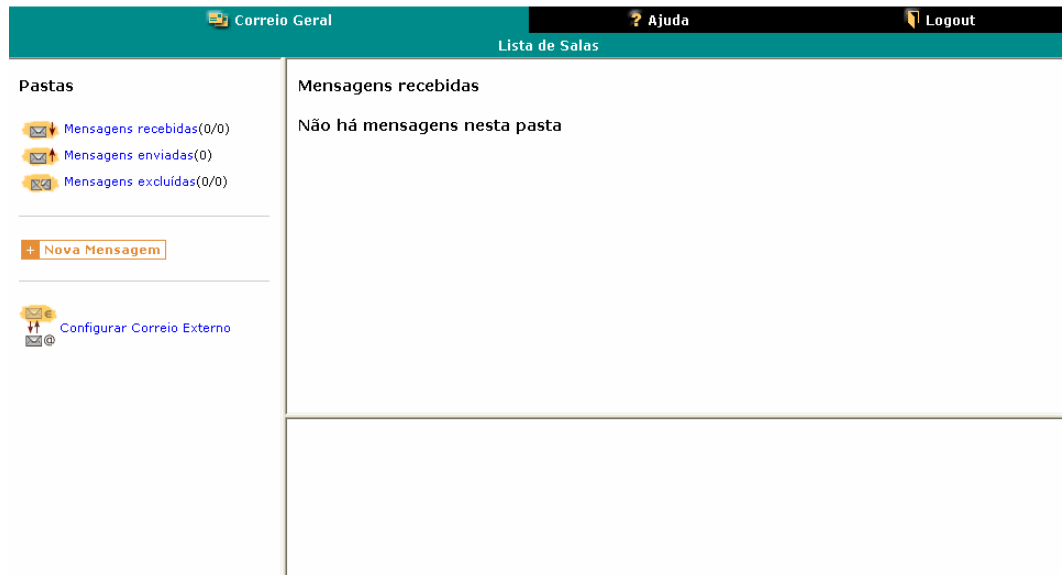 Correio Geral
? Ajuda
Logout
Lista de Salas
Pastas
Mensagens recebidas(0/0)
Mensagens enviadas(0)
Mensagens excluídas(0/0)
+ Nova Mensagem
Configurar Correio Externo
@
Mensagens recebidas
Não há mensagens nesta pasta